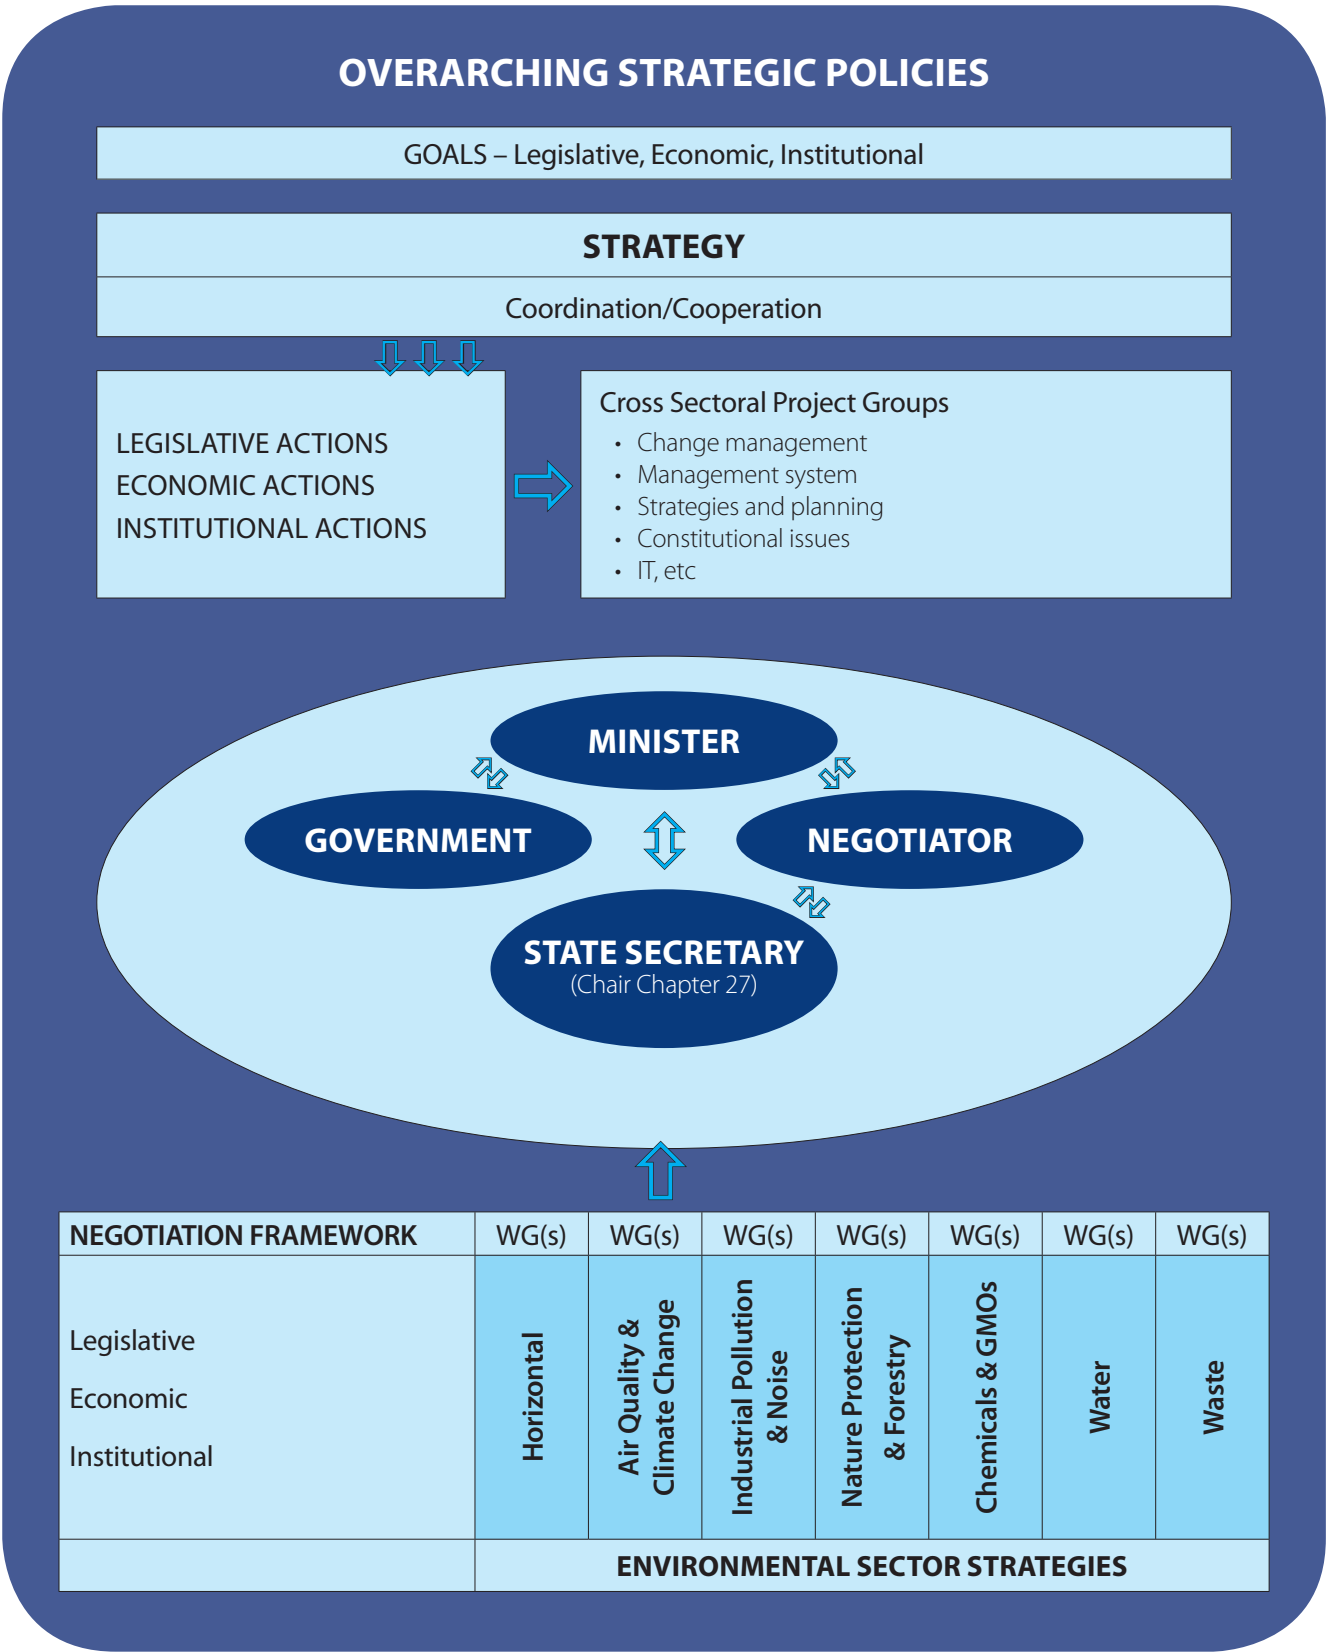 OVERARCHING STRATEGIC POLICIES
GOALS – Legislative, Economic, Institutional
STRATEGY
Coordination/Cooperation
LEGISLATIVE ACTIONS
ECONOMIC ACTIONS
INSTITUTIONAL ACTIONS
Cross Sectoral Project Groups
• Change management
• Management system
• Strategies and planning
• Constitutional issues
• IT, etc
MINISTER
GOVERNMENT
NEGOTIATOR
STATE SECRETARY
(Chair Chapter 27)
NEGOTIATION FRAMEWORK
WG(s)
WG(s)
WG(s)
WG(s)
WG(s)
WG(s)
WG(s)
Legislative
Economic
Institutional
Horizontal
Air Quality &
Climate Change
Industrial Pollution
& Noise
Nature Protection
& Forestry
Chemicals & GMOs
Water
Waste
ENVIRONMENTAL SECTOR STRATEGIES